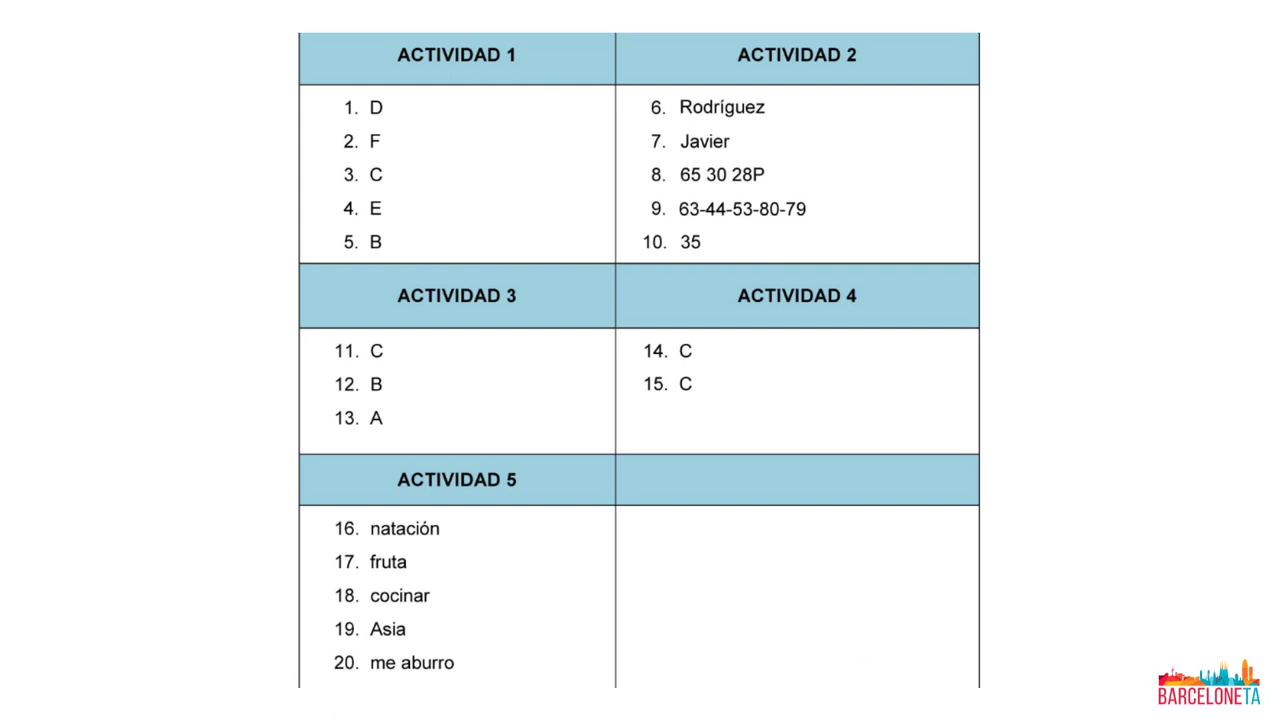 ACTIVIDAD 1
1. D
2. F
3. C
4. E
5. B
ACTIVIDAD 2
6. Rodríguez
7. Javier
8. 65 30 28P
9. 63-44-53-80-79
10. 35
ACTIVIDAD 3
11. C
12. B
13. A
ACTIVIDAD 4
14. C
15. C
ACTIVIDAD 5
16. natación
17. fruta
18. cocinar
19. Asia
20. me aburro
BARCELONETA